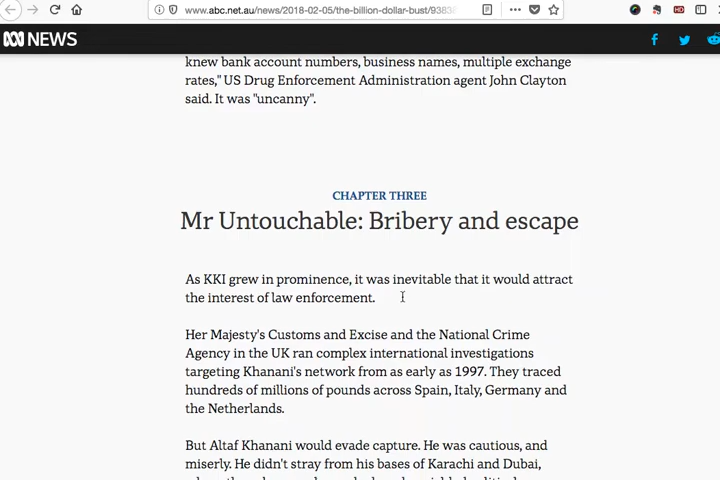 www.abc.net.au/news/2018-02-05/the-billion-dollar-bust/9383
NEWS
knew bank account numbers, business names, multiple exchange
rates," US Drug Enforcement Administration agent John Clayton
said. It was "uncanny".
CHAPTER THREE
Mr Untouchable: Bribery and escape
As KKI grew in prominence, it was inevitable that it would attract
the interest of law enforcement.
Her Majesty's Customs and Excise and the National Crime
Agency in the UK ran complex international investigations
targeting Khanani's network from as early as 1997. They traced
hundreds of millions of pounds across Spain, Italy, Germany and
the Netherlands.
But Altaf Khanani would evade capture. He was cautious, and
miserly. He didn't stray from his bases of Karachi and Dubai,